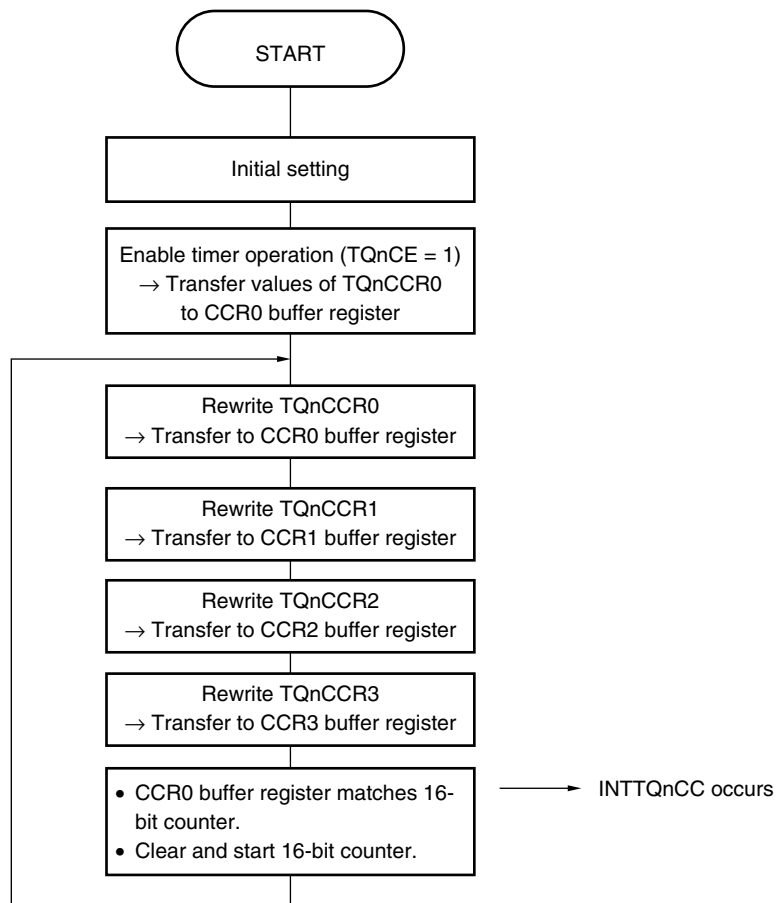 START
Initial setting
Enable timer operation (TQnCE = 1)
→ Transfer values of TQnCCR0
to CCR0 buffer register
Rewrite TQnCCR0
→ Transfer to CCR0 buffer register
Rewrite TQnCCR1
→ Transfer to CCR1 buffer register
Rewrite TQnCCR2
→ Transfer to CCR2 buffer register
Rewrite TQnCCR3
→ Transfer to CCR3 buffer register
• CCR0 buffer register matches 16-
bit counter.
• Clear and start 16-bit counter.
INTTQnCC occurs